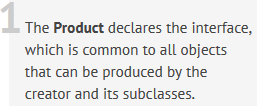 1
The Product declares the interface,
which is common to all objects
that can be produced by the
creator and its subclasses.